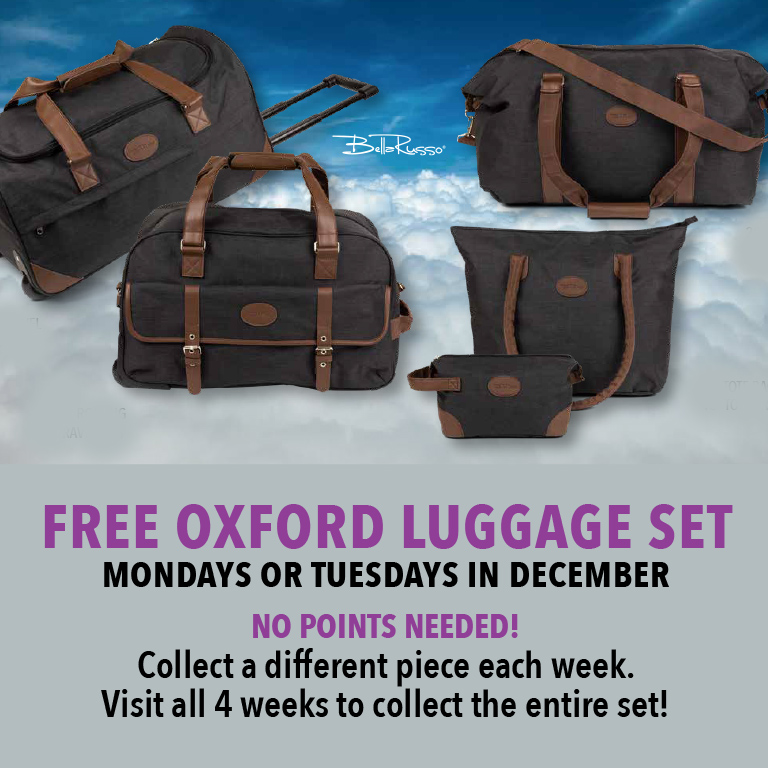 BellaRusso®
FREE OXFORD LUGGAGE SET
MONDAYS OR TUESDAYS IN DECEMBER
NO POINTS NEEDED!
Collect a different piece each week.
Visit all 4 weeks to collect the entire set!